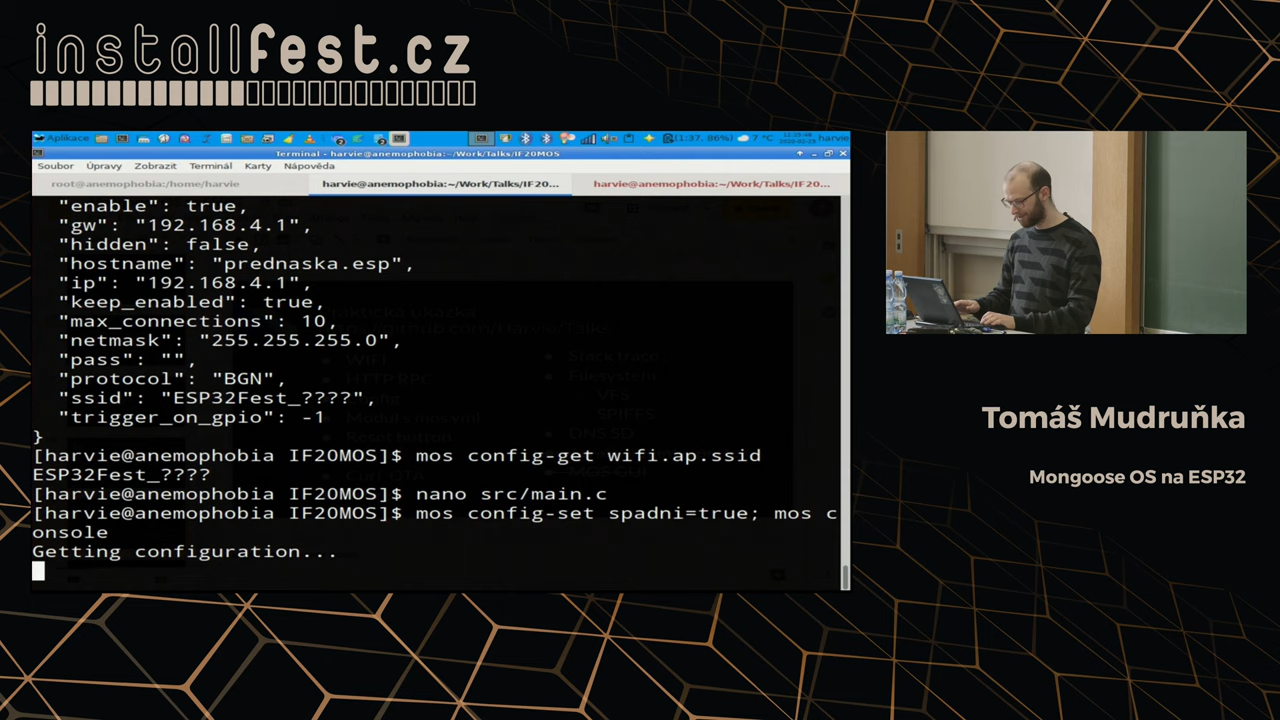 installfest.cz
Aplikace
(1:37, 86%) 7 °C harvie
Terminal - harvie@anemophobia:~/Work/Talks/IF20MOS
Soubor Úpravy Zobrazit Terminál Karty Nápověda
root@anemophobia:/home/harvie harvie@anemophobia:~/Work/Talks/IF20... harvie@anemophobia:~/Work/Talks/IF20...
"enable": true,
"gw": "192.168.4.1",
"hidden": false,
"hostname": "prednaska.esp",
"ip": "192.168.4.1",
"keep_enabled": true,
"max_connections": 10,
"netmask": "255.255.255.0",
"pass": "",
"protocol": "BGN",
"ssid": "ESP32Fest_????",
"trigger_on_gpio": -1
}
[harvie@anemophobia IF20MOS]$ mos config-get wifi.ap.ssid
ESP32Fest_????
[harvie@anemophobia IF20MOS]$ nano src/main.c
[harvie@anemophobia IF20MOS]$ mos config-set spadni=true; mos c
onsole
Getting configuration...
Tomáš Mudruňka
Mongoose OS na ESP32